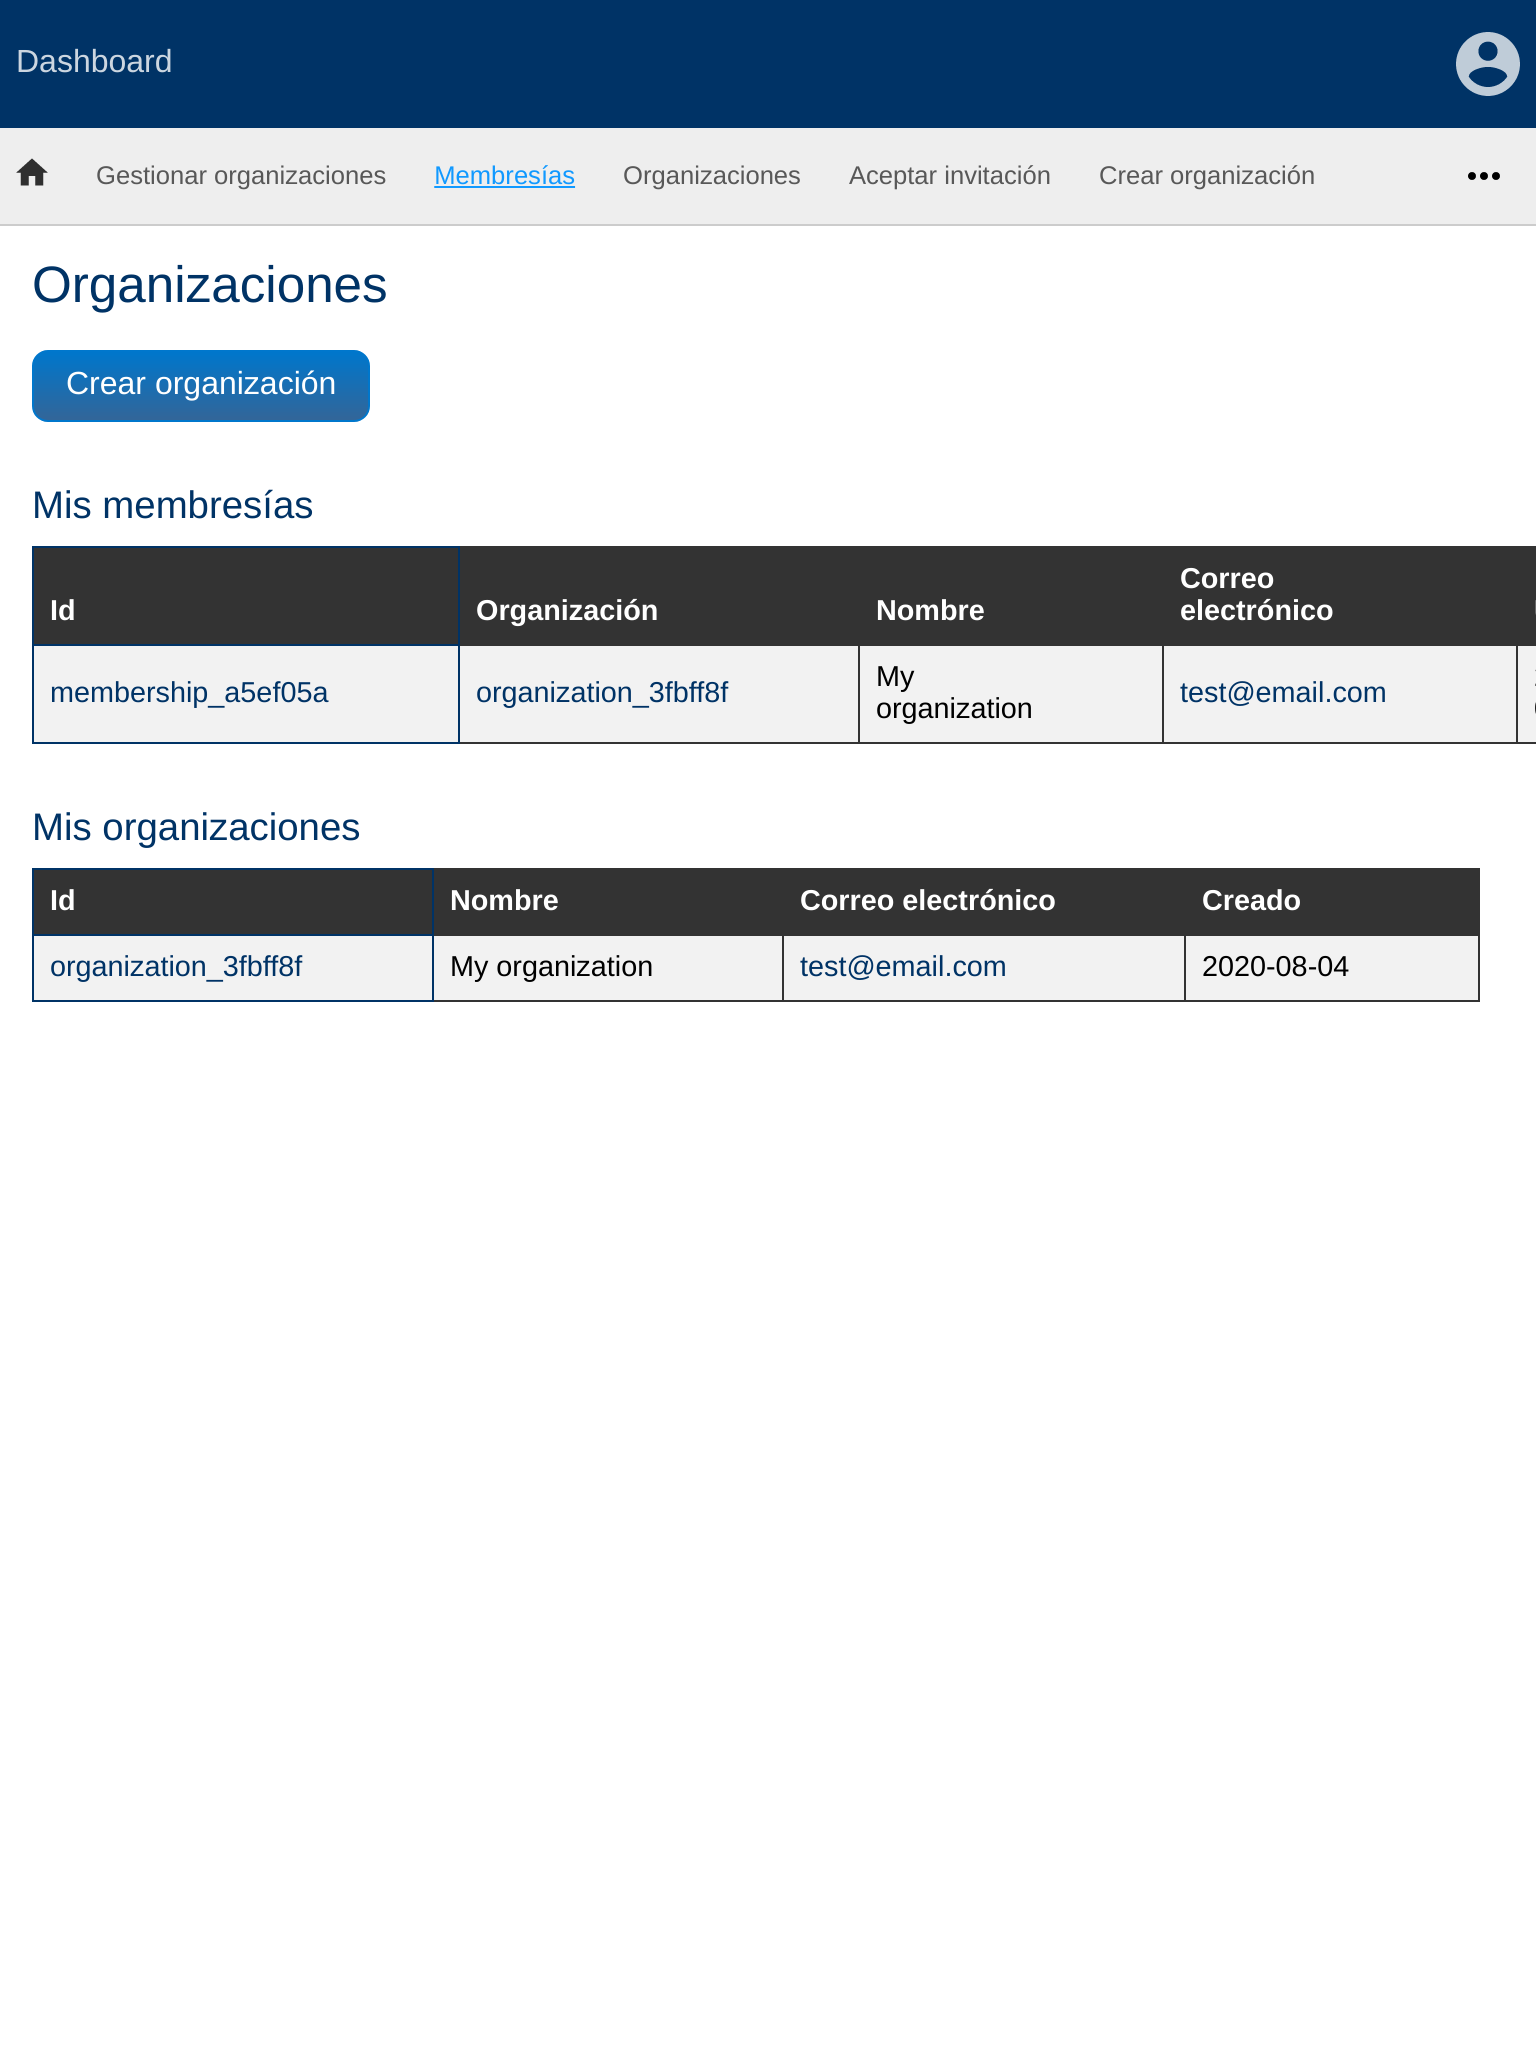 Dashboard
Gestionar organizaciones Membresías Organizaciones Aceptar invitación Crear organización
Organizaciones
Crear organización
Mis membresías
Id Organización Nombre Correo electrónico
membership_a5ef05a organization_3fbff8f My organization test@email.com
Mis organizaciones
Id Nombre Correo electrónico Creado
organization_3fbff8f My organization test@email.com 2020-08-04